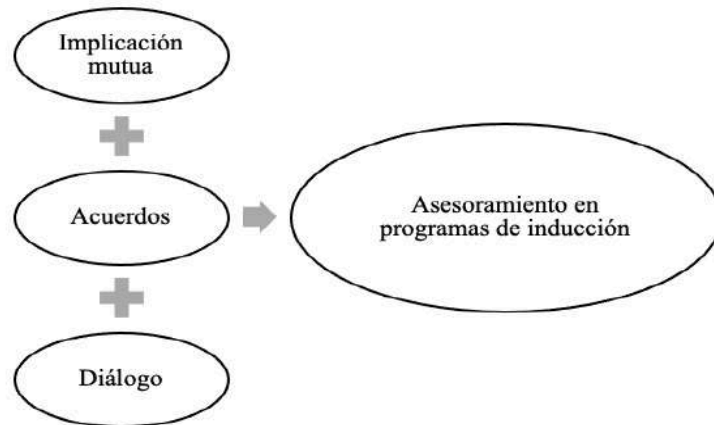 Implicación
mutua
Acuerdos
Asesoramiento en
programas de inducción
Diálogo